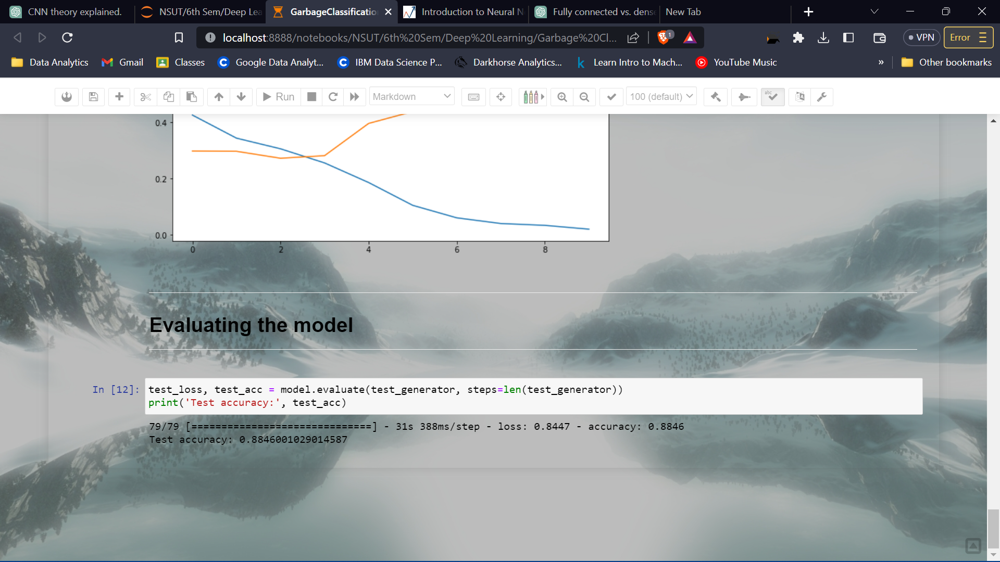 CNN theory explained.
NSUT/6th Sem/Deep Lea
GarbageClassificatio
Introduction to Neural N
Fully connected vs. dens
New Tab
localhost:8888/notebooks/NSUT/6th%20Sem/Deep%20Learning/Garbage%20Cl...
1
VPN
Error
Data Analytics
Gmail
Classes
Google Data Analyt...
IBM Data Science P...
Darkhorse Analytics...
Learn Intro to Mach...
YouTube Music
»
Other bookmarks
Run
Markdown
100 (default)
abc
0.4
0.2
0.0
0 2 4 6 8
Evaluating the model
In [12]:
test_loss, test_acc = model.evaluate(test_generator, steps=len(test_generator))
print('Test accuracy:', test_acc)
79/79 [==============================] - 31s 388ms/step - loss: 0.8447 - accuracy: 0.8846
Test accuracy: 0.8846001029014587